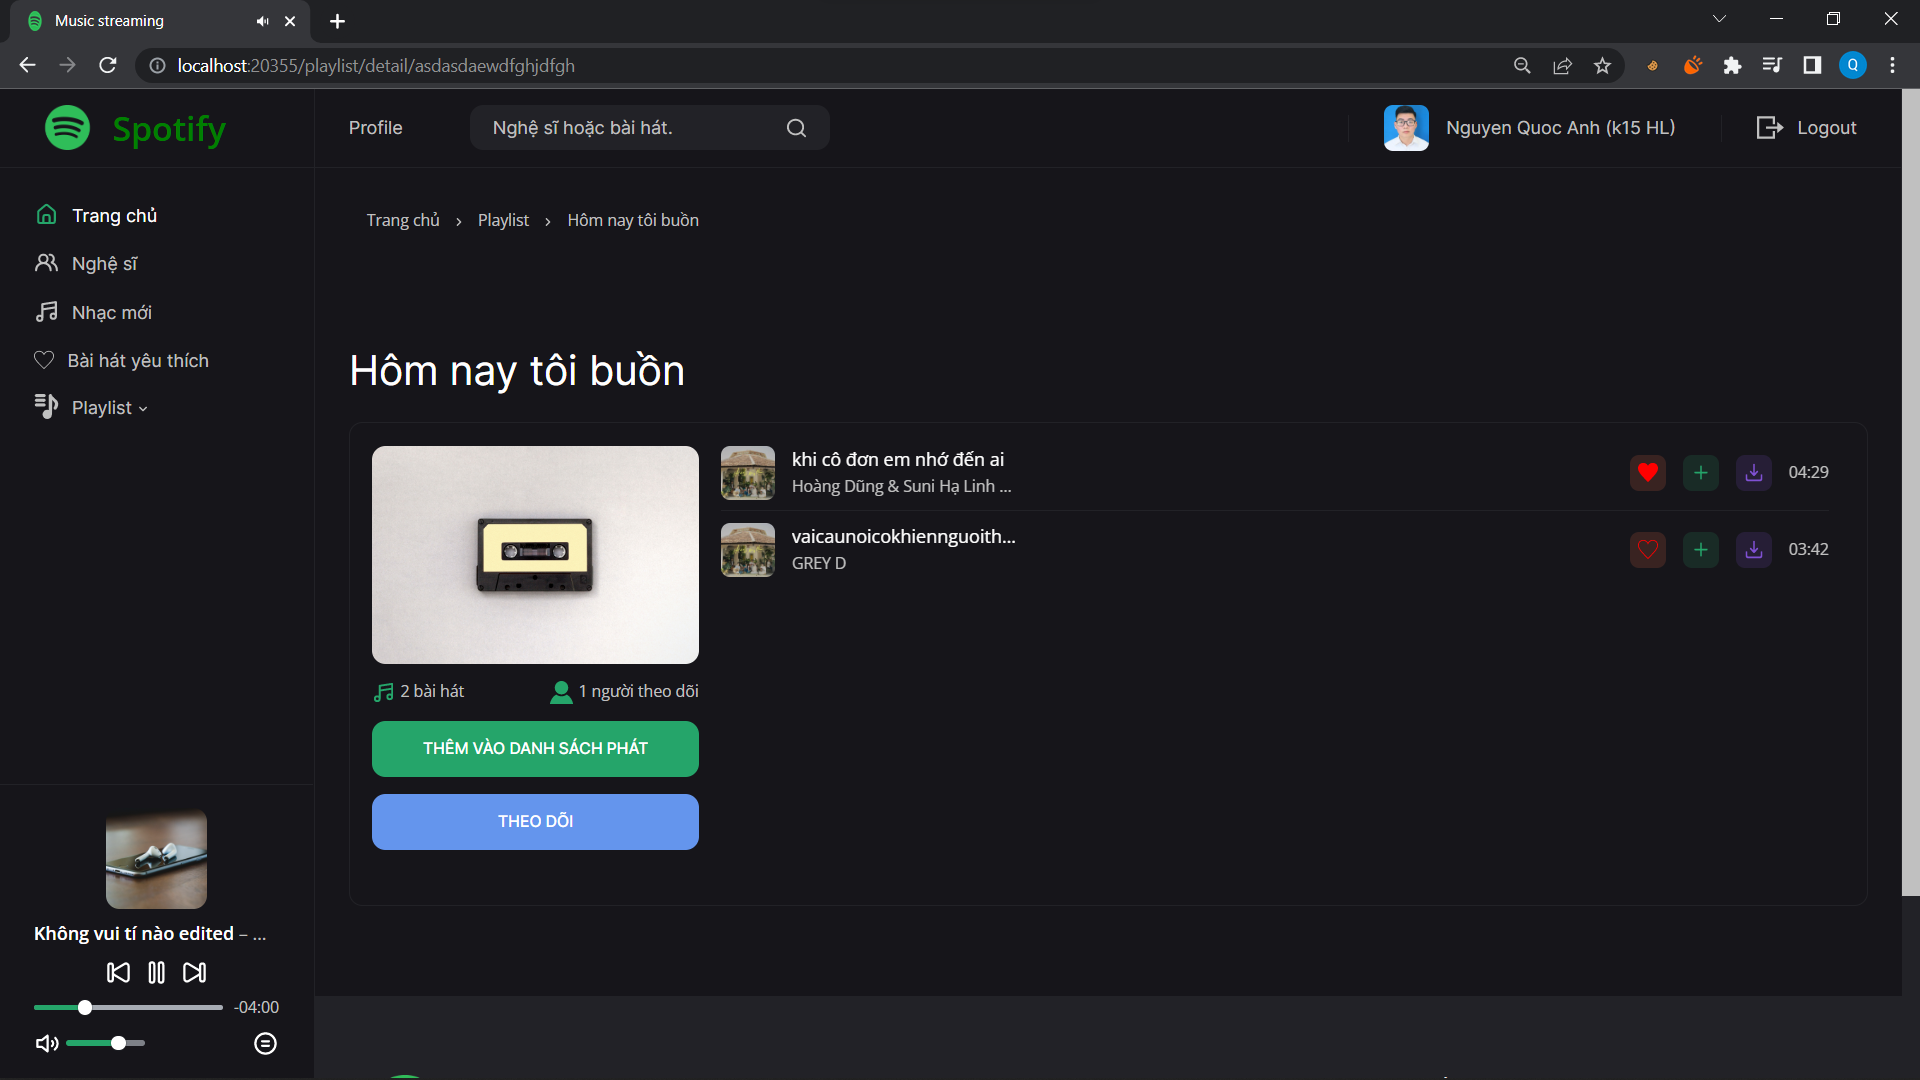 Music streaming
localhost:20355/playlist/detail/asdasdaewdfghjdfgh
Q
Spotify
Profile
Nghệ sĩ hoặc bài hát.
Nguyen Quoc Anh (k15 HL)
Logout
Trang chủ
Nghệ sĩ
Nhạc mới
Bài hát yêu thích
Playlist
Trang chủ > Playlist > Hôm nay tôi buồn
Hôm nay tôi buồn
khi cô đơn em nhớ đến ai
Hoàng Dũng & Suni Hạ Linh ...
04:29
vaicaunoicokhiennguoith...
GREY D
03:42
2 bài hát
1 người theo dõi
THÊM VÀO DANH SÁCH PHÁT
THEO DÕI
Không vui tí nào edited – ...
-04:00